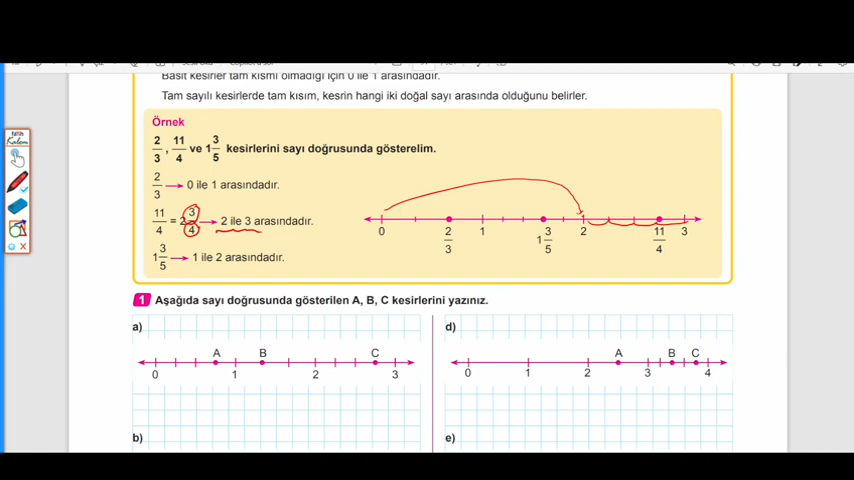 Basit kesirler tam kısmı olmadığı için 0 ile 1 arasındadır.
Tam sayılı kesirlerde tam kısım, kesrin hangi iki doğal sayı arasında olduğunu belirler.
Örnek
2/3, 11/4 ve 1 3/5 kesirlerini sayı doğrusunda gösterelim.
2/3 → 0 ile 1 arasındadır.
11/4 = 2 3/4 → 2 ile 3 arasındadır.
1 3/5 → 1 ile 2 arasındadır.
0 2/3 1 1 3/5 2 11/4 3
1 Aşağıda sayı doğrusunda gösterilen A, B, C kesirlerini yazınız.
a)
A B C
0 1 2 3
b)
d)
A B C
0 1 2 3 4
e)
Kalem